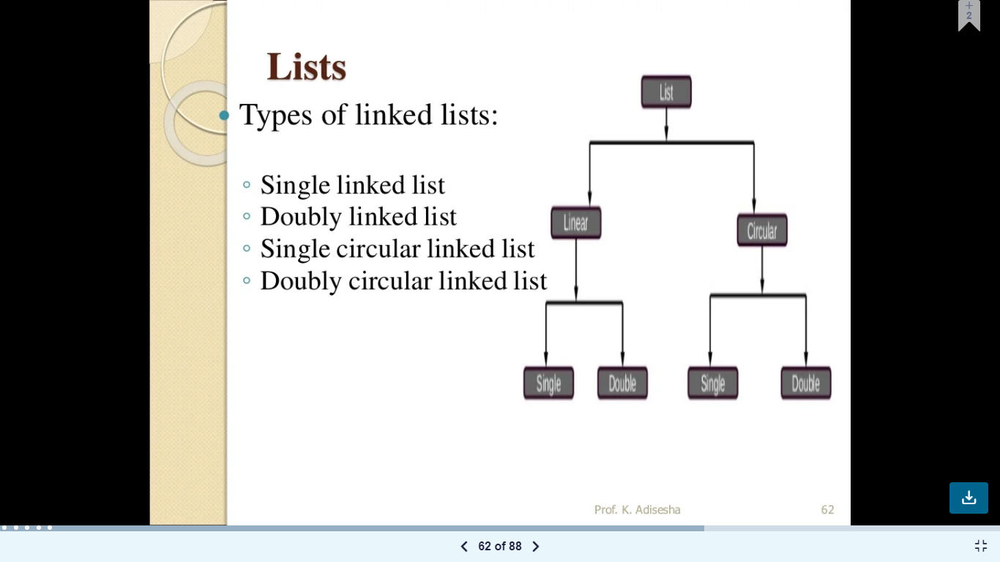 +
2
Lists
Types of linked lists:
Single linked list
Doubly linked list
Single circular linked list
Doubly circular linked list
List
Linear
Circular
Single
Double
Single
Double
Prof. K. Adisesha
62
62 of 88